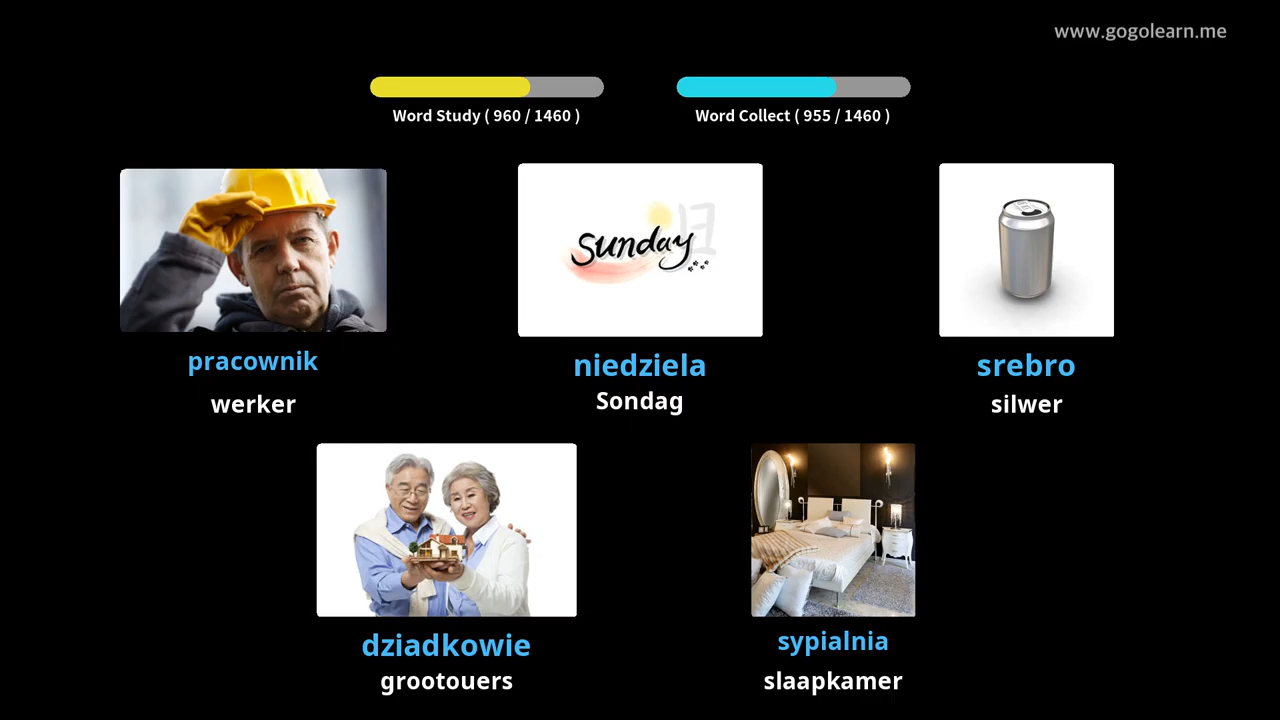 www.gogolearn.me
Word Study ( 960 / 1460 )
Word Collect ( 955 / 1460 )
Sunday
pracownik
werker
niedziela
Sondag
srebro
silwer
dziadkowie
grootouers
sypialnia
slaapkamer